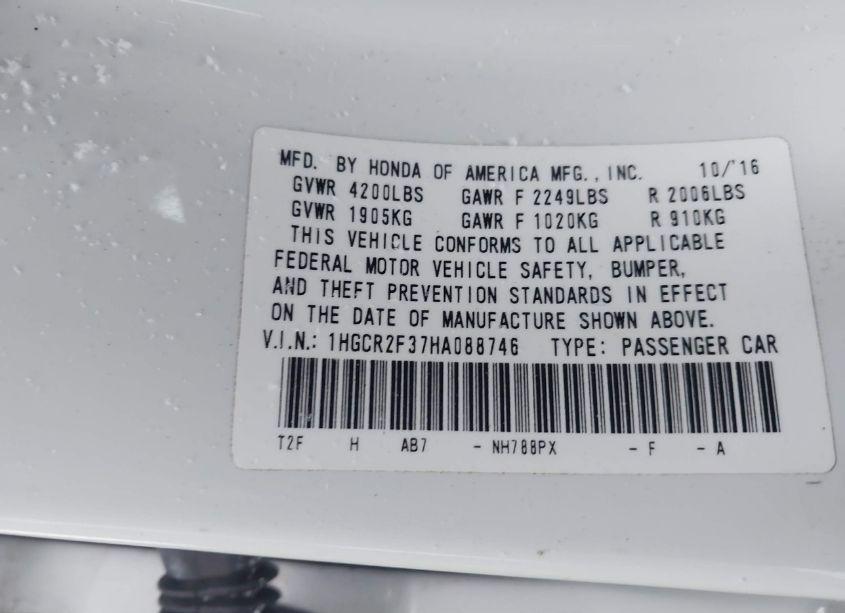 MFD. BY HONDA OF AMERICA MFG., INC. 10/'16
GVWR 4200LBS GAWR F 2249LBS R 2006LBS
GVWR 1905KG GAWR F 1020KG R 910KG
THIS VEHICLE CONFORMS TO ALL APPLICABLE
FEDERAL MOTOR VEHICLE SAFETY, BUMPER,
AND THEFT PREVENTION STANDARDS IN EFFECT
ON THE DATE OF MANUFACTURE SHOWN ABOVE.
V.I.N.: 1HGCR2F37HA088746 TYPE: PASSENGER CAR
T2F H AB7 - NH788PX - F - A